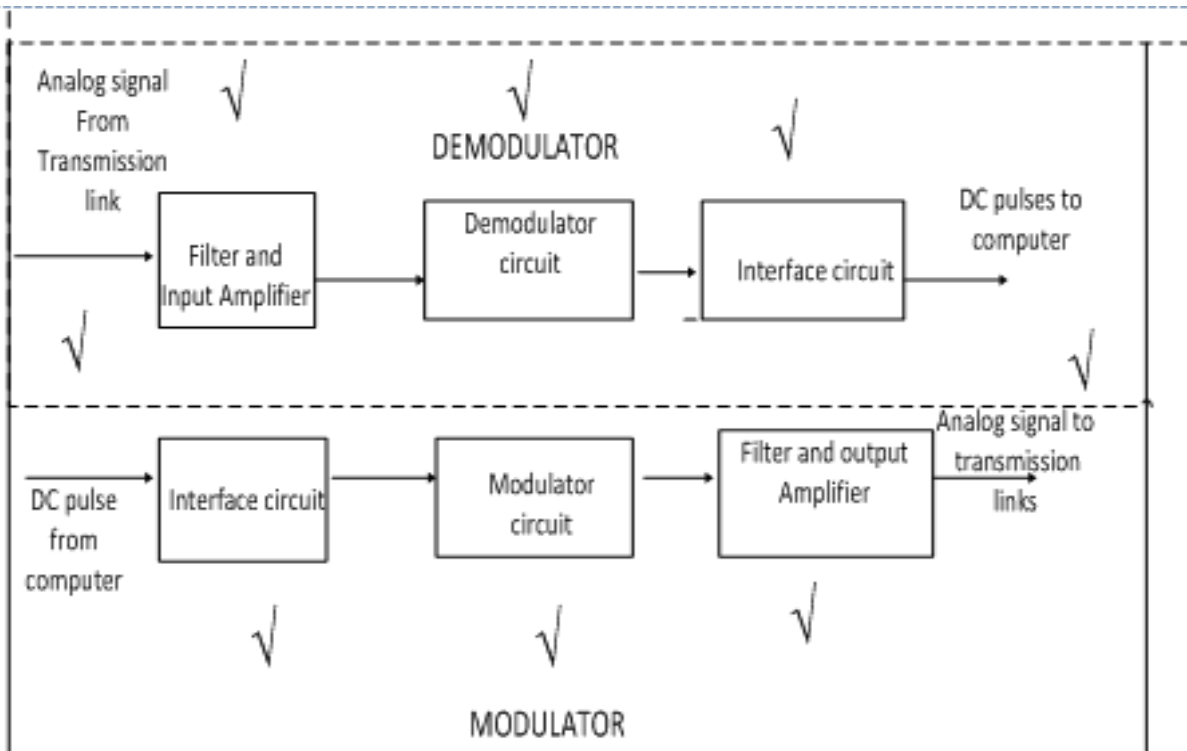 Analog signal
From
Transmission
link
DEMODULATOR
Filter and
Input Amplifier
Demodulator
circuit
Interface circuit
DC pulses to
computer
DC pulse
from
computer
Interface circuit
Modulator
circuit
Filter and output
Amplifier
Analog signal to
transmission
links
MODULATOR